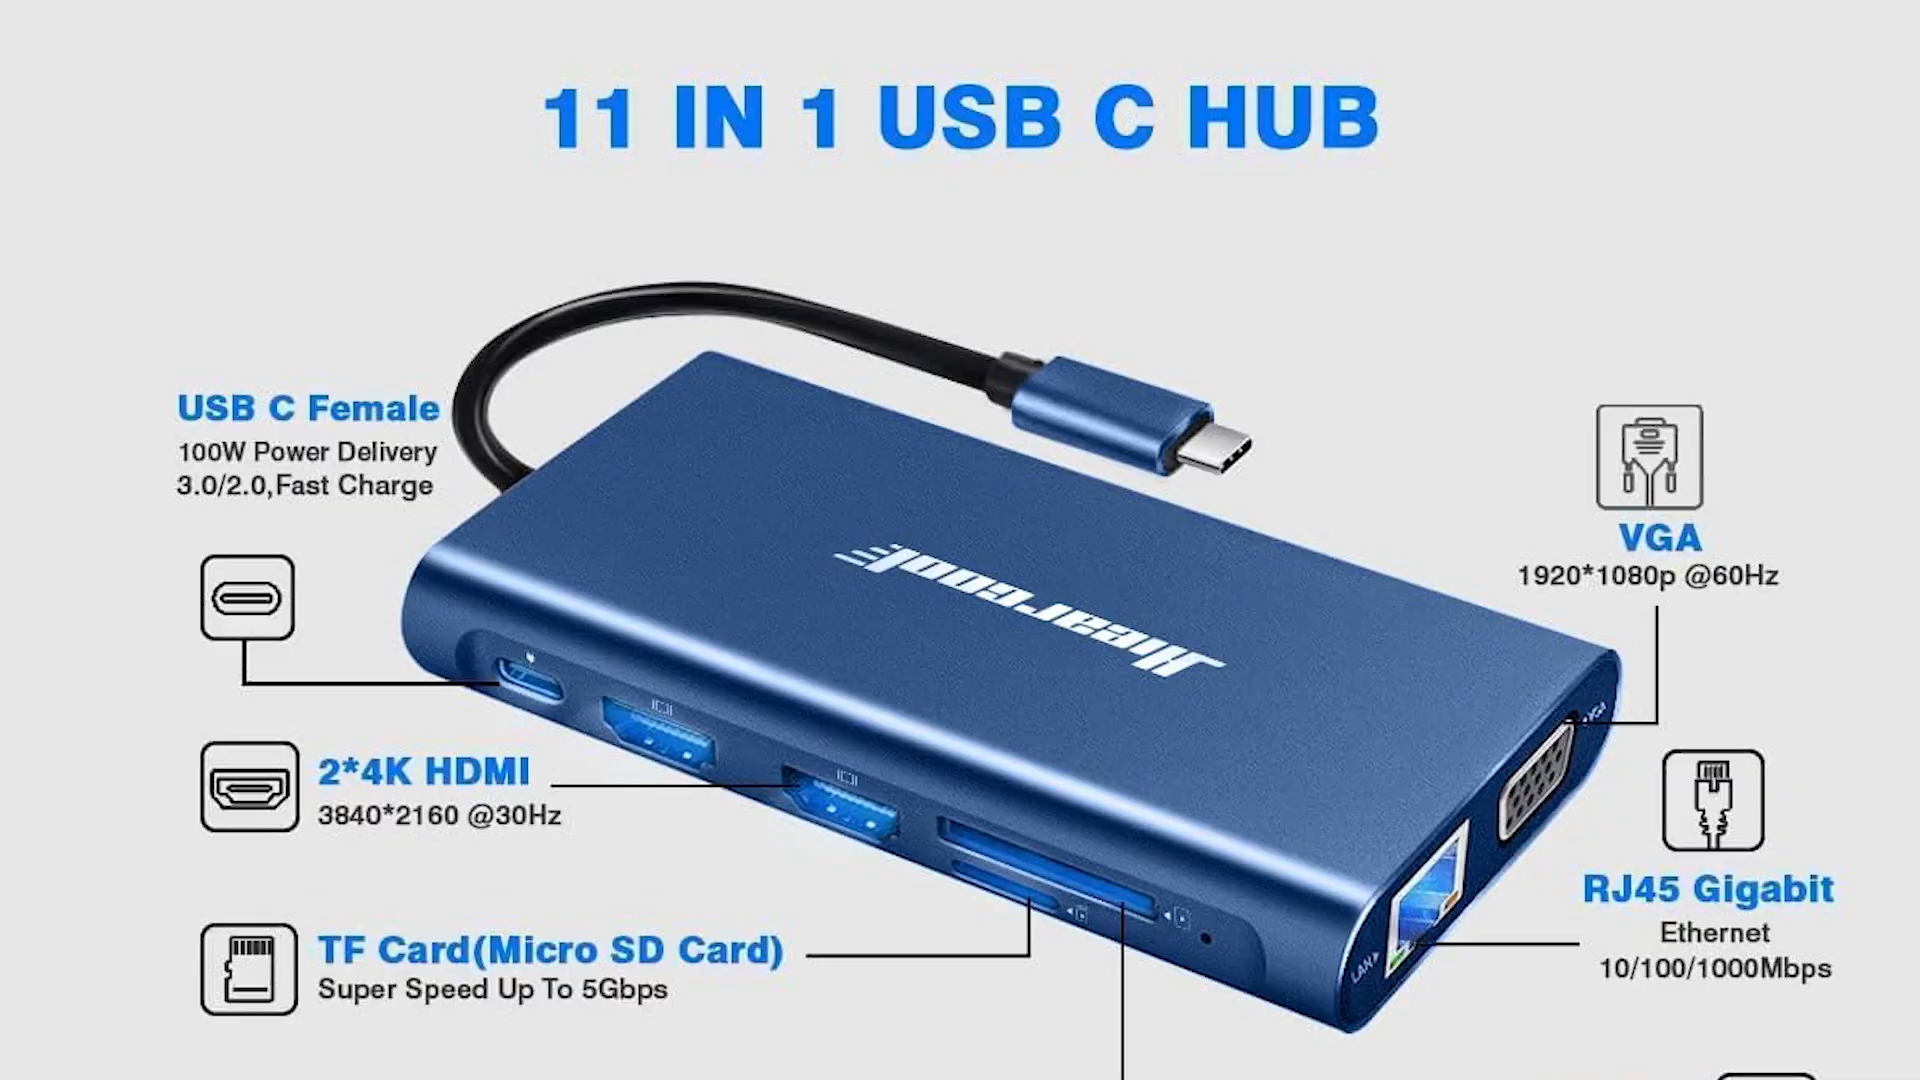 11 IN 1 USB C HUB
USB C Female
100W Power Delivery
3.0/2.0,Fast Charge
Hiearcool
VGA
1920*1080p @60Hz
VGA
2*4K HDMI
3840*2160 @30Hz
RJ45 Gigabit
Ethernet
10/100/1000Mbps
LAN
TF Card(Micro SD Card)
Super Speed Up To 5Gbps